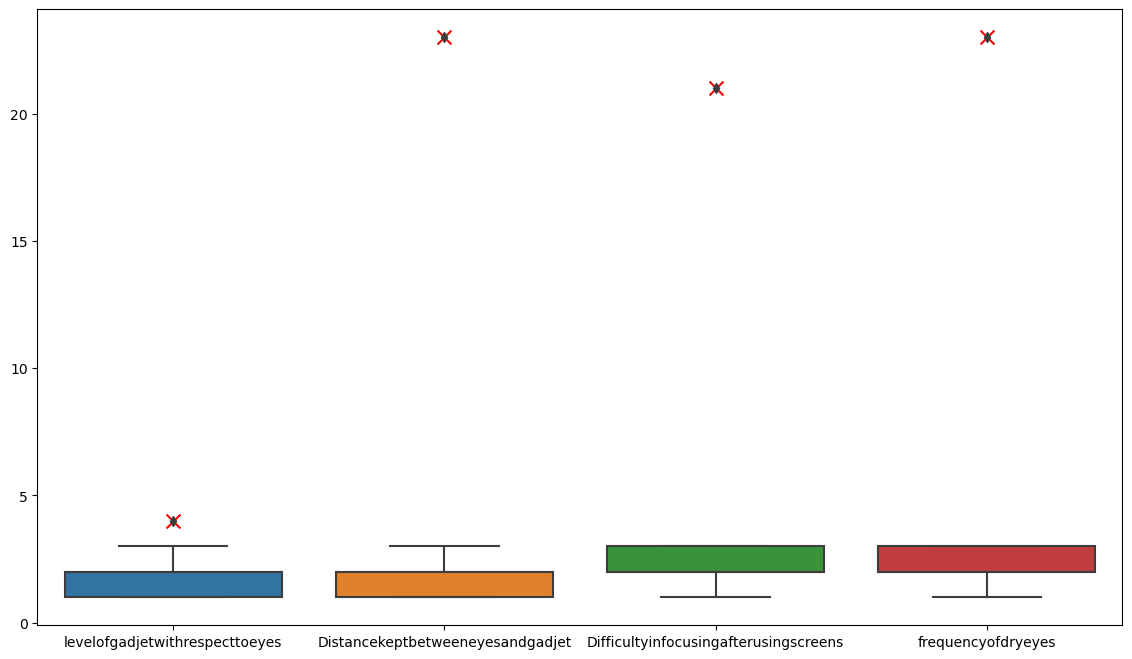 20
15
10
5
0
levelofgadjetwithrespecttoeyes
Distancekeptbetweeneyesandgadjet
Difficultyinfocusingafterusingscreens
frequencyofdryeyes